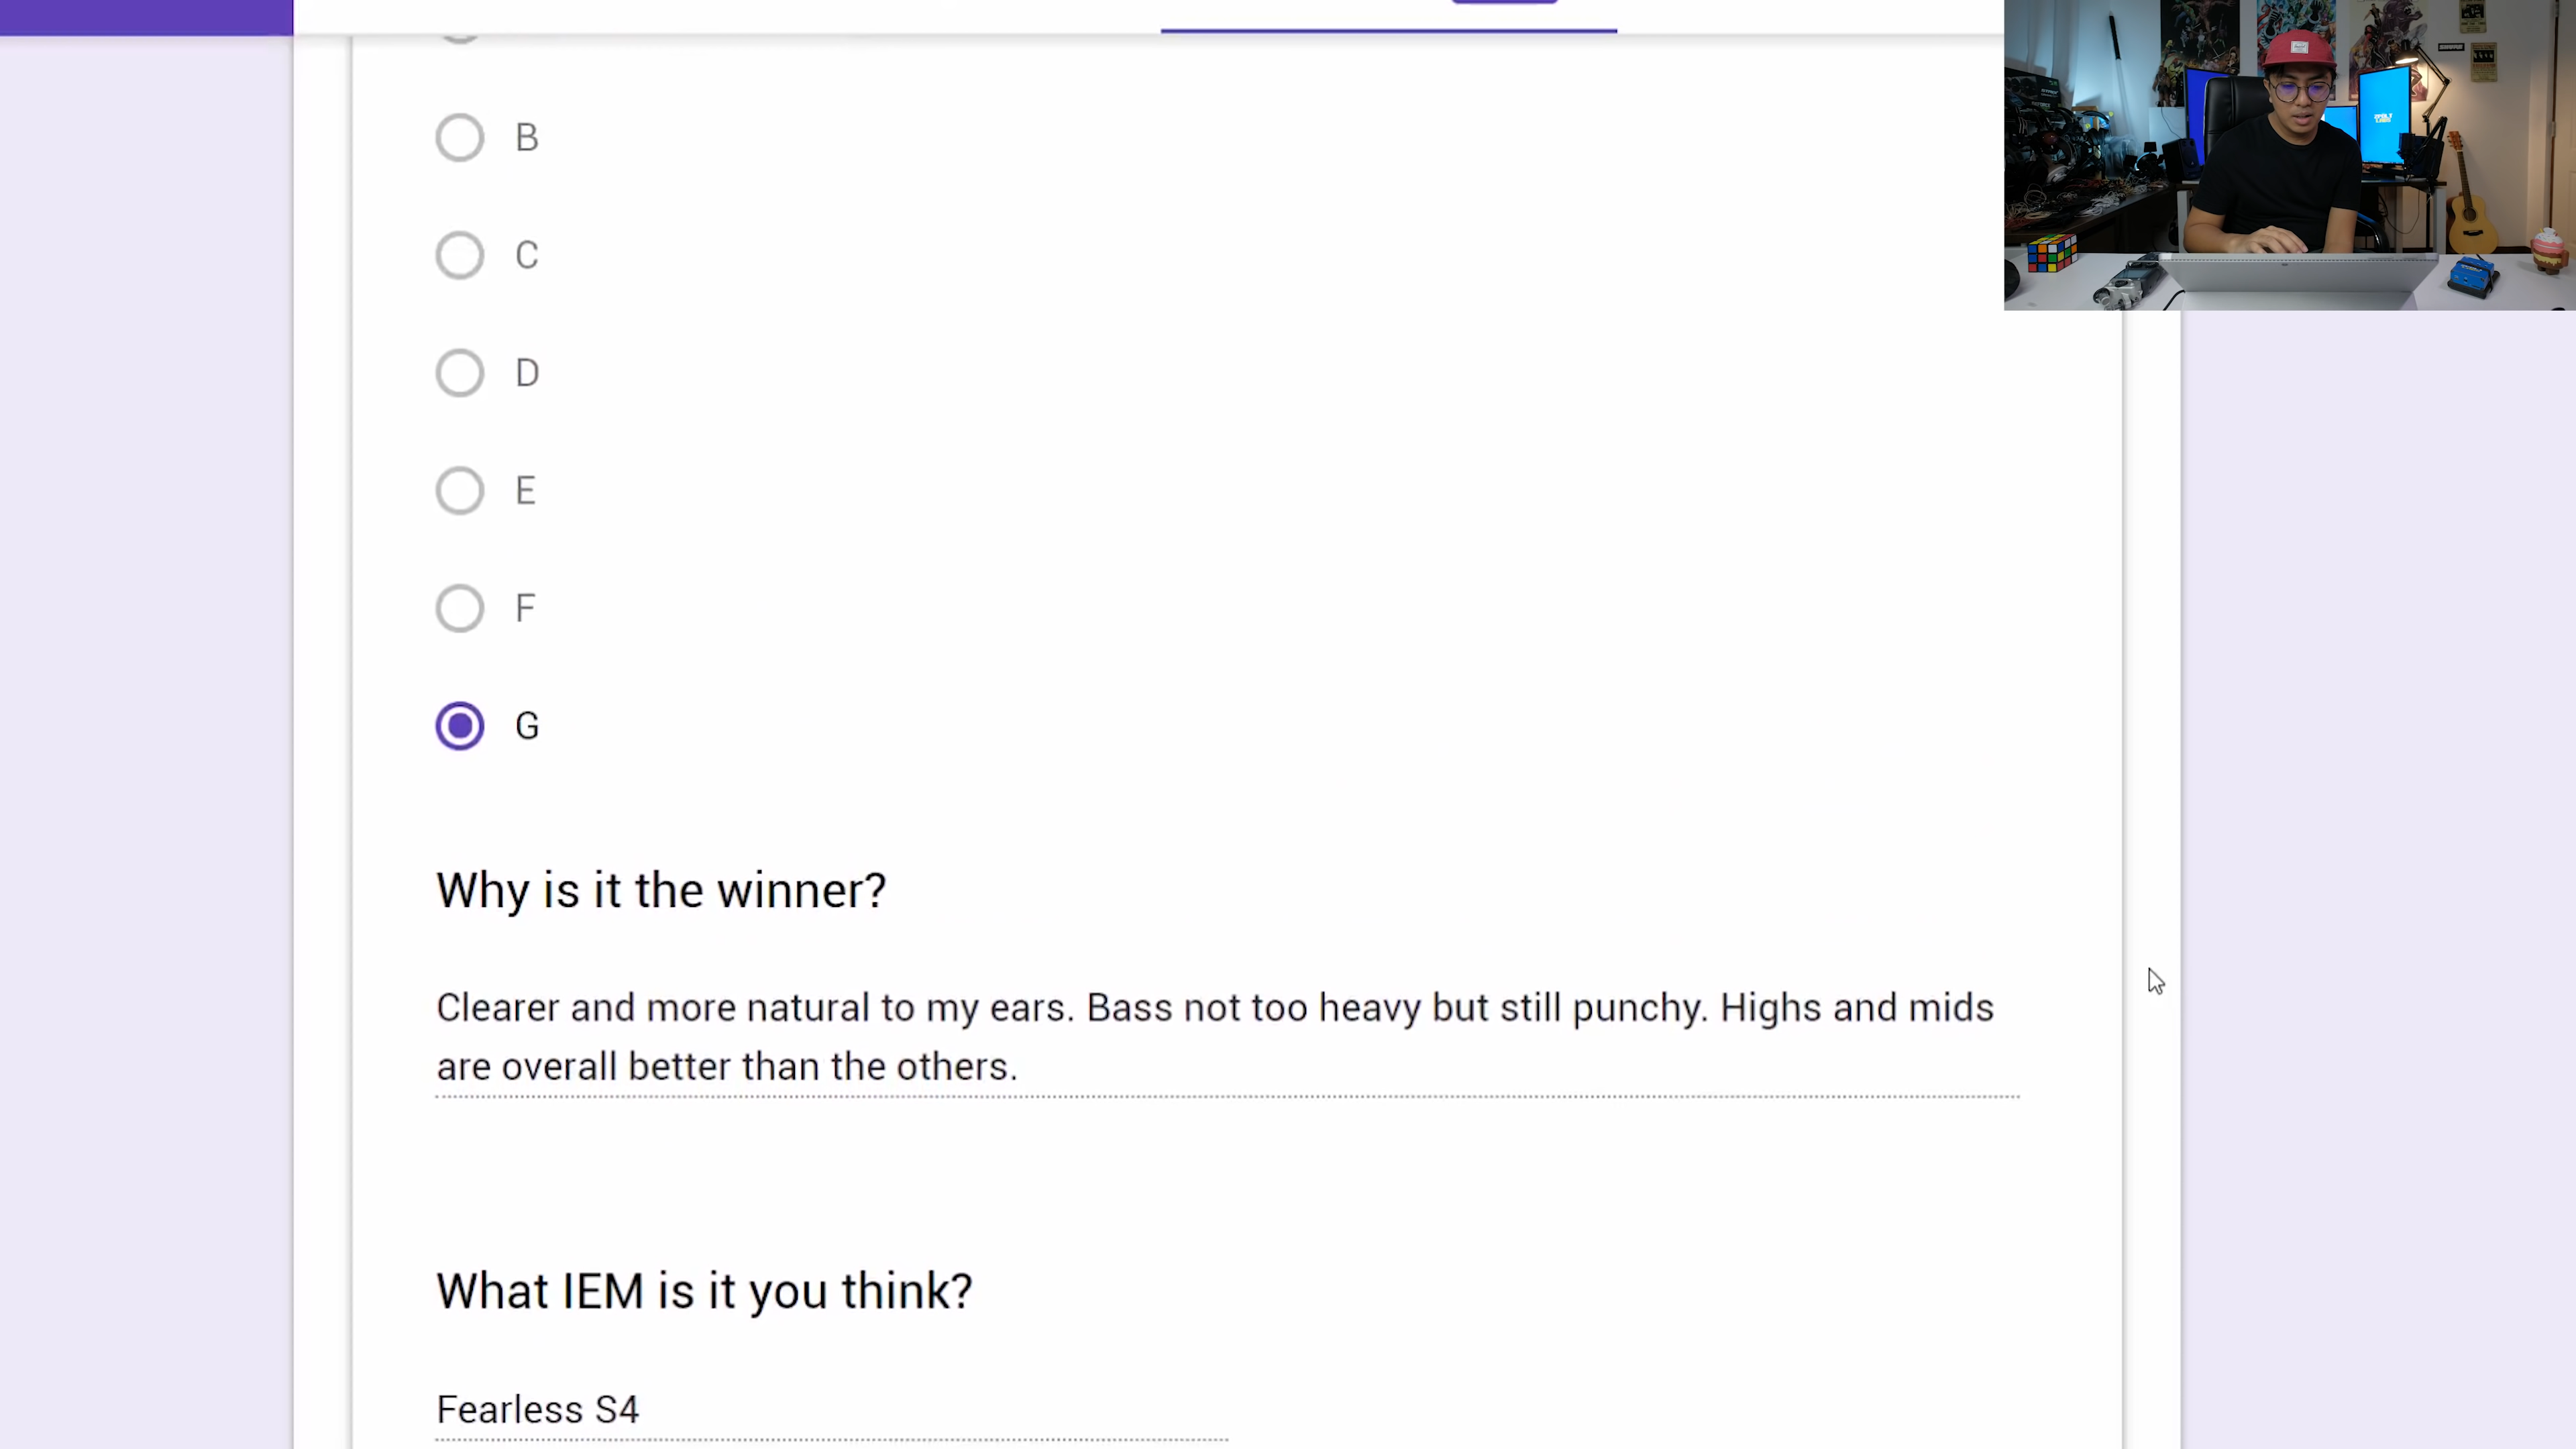 B
C
D
E
F
G
Why is it the winner?
Clearer and more natural to my ears. Bass not too heavy but still punchy. Highs and mids
are overall better than the others.
What IEM is it you think?
Fearless S4